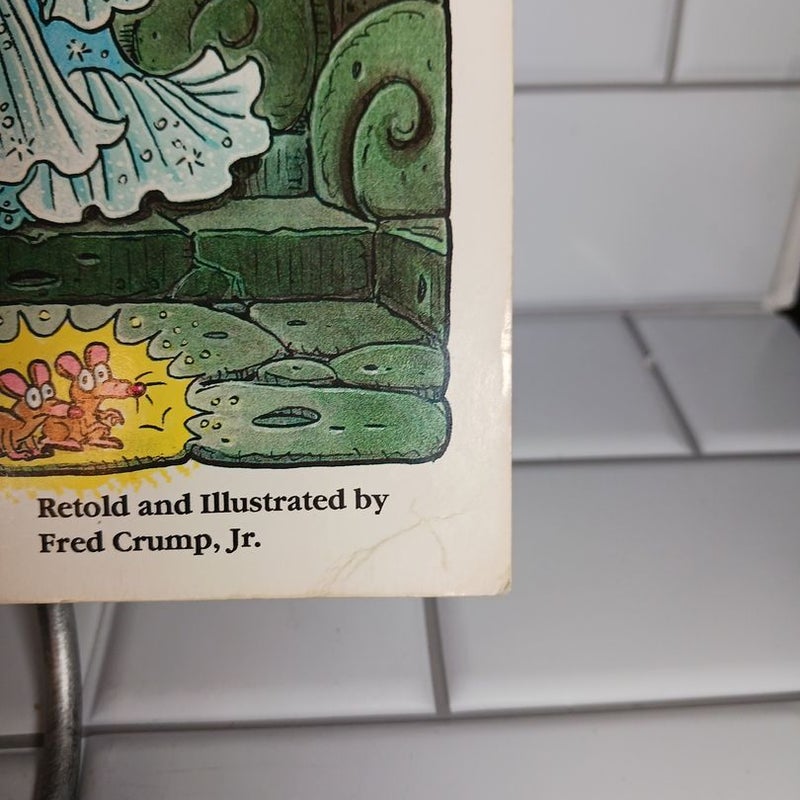 Retold and Illustrated by
Fred Crump, Jr.